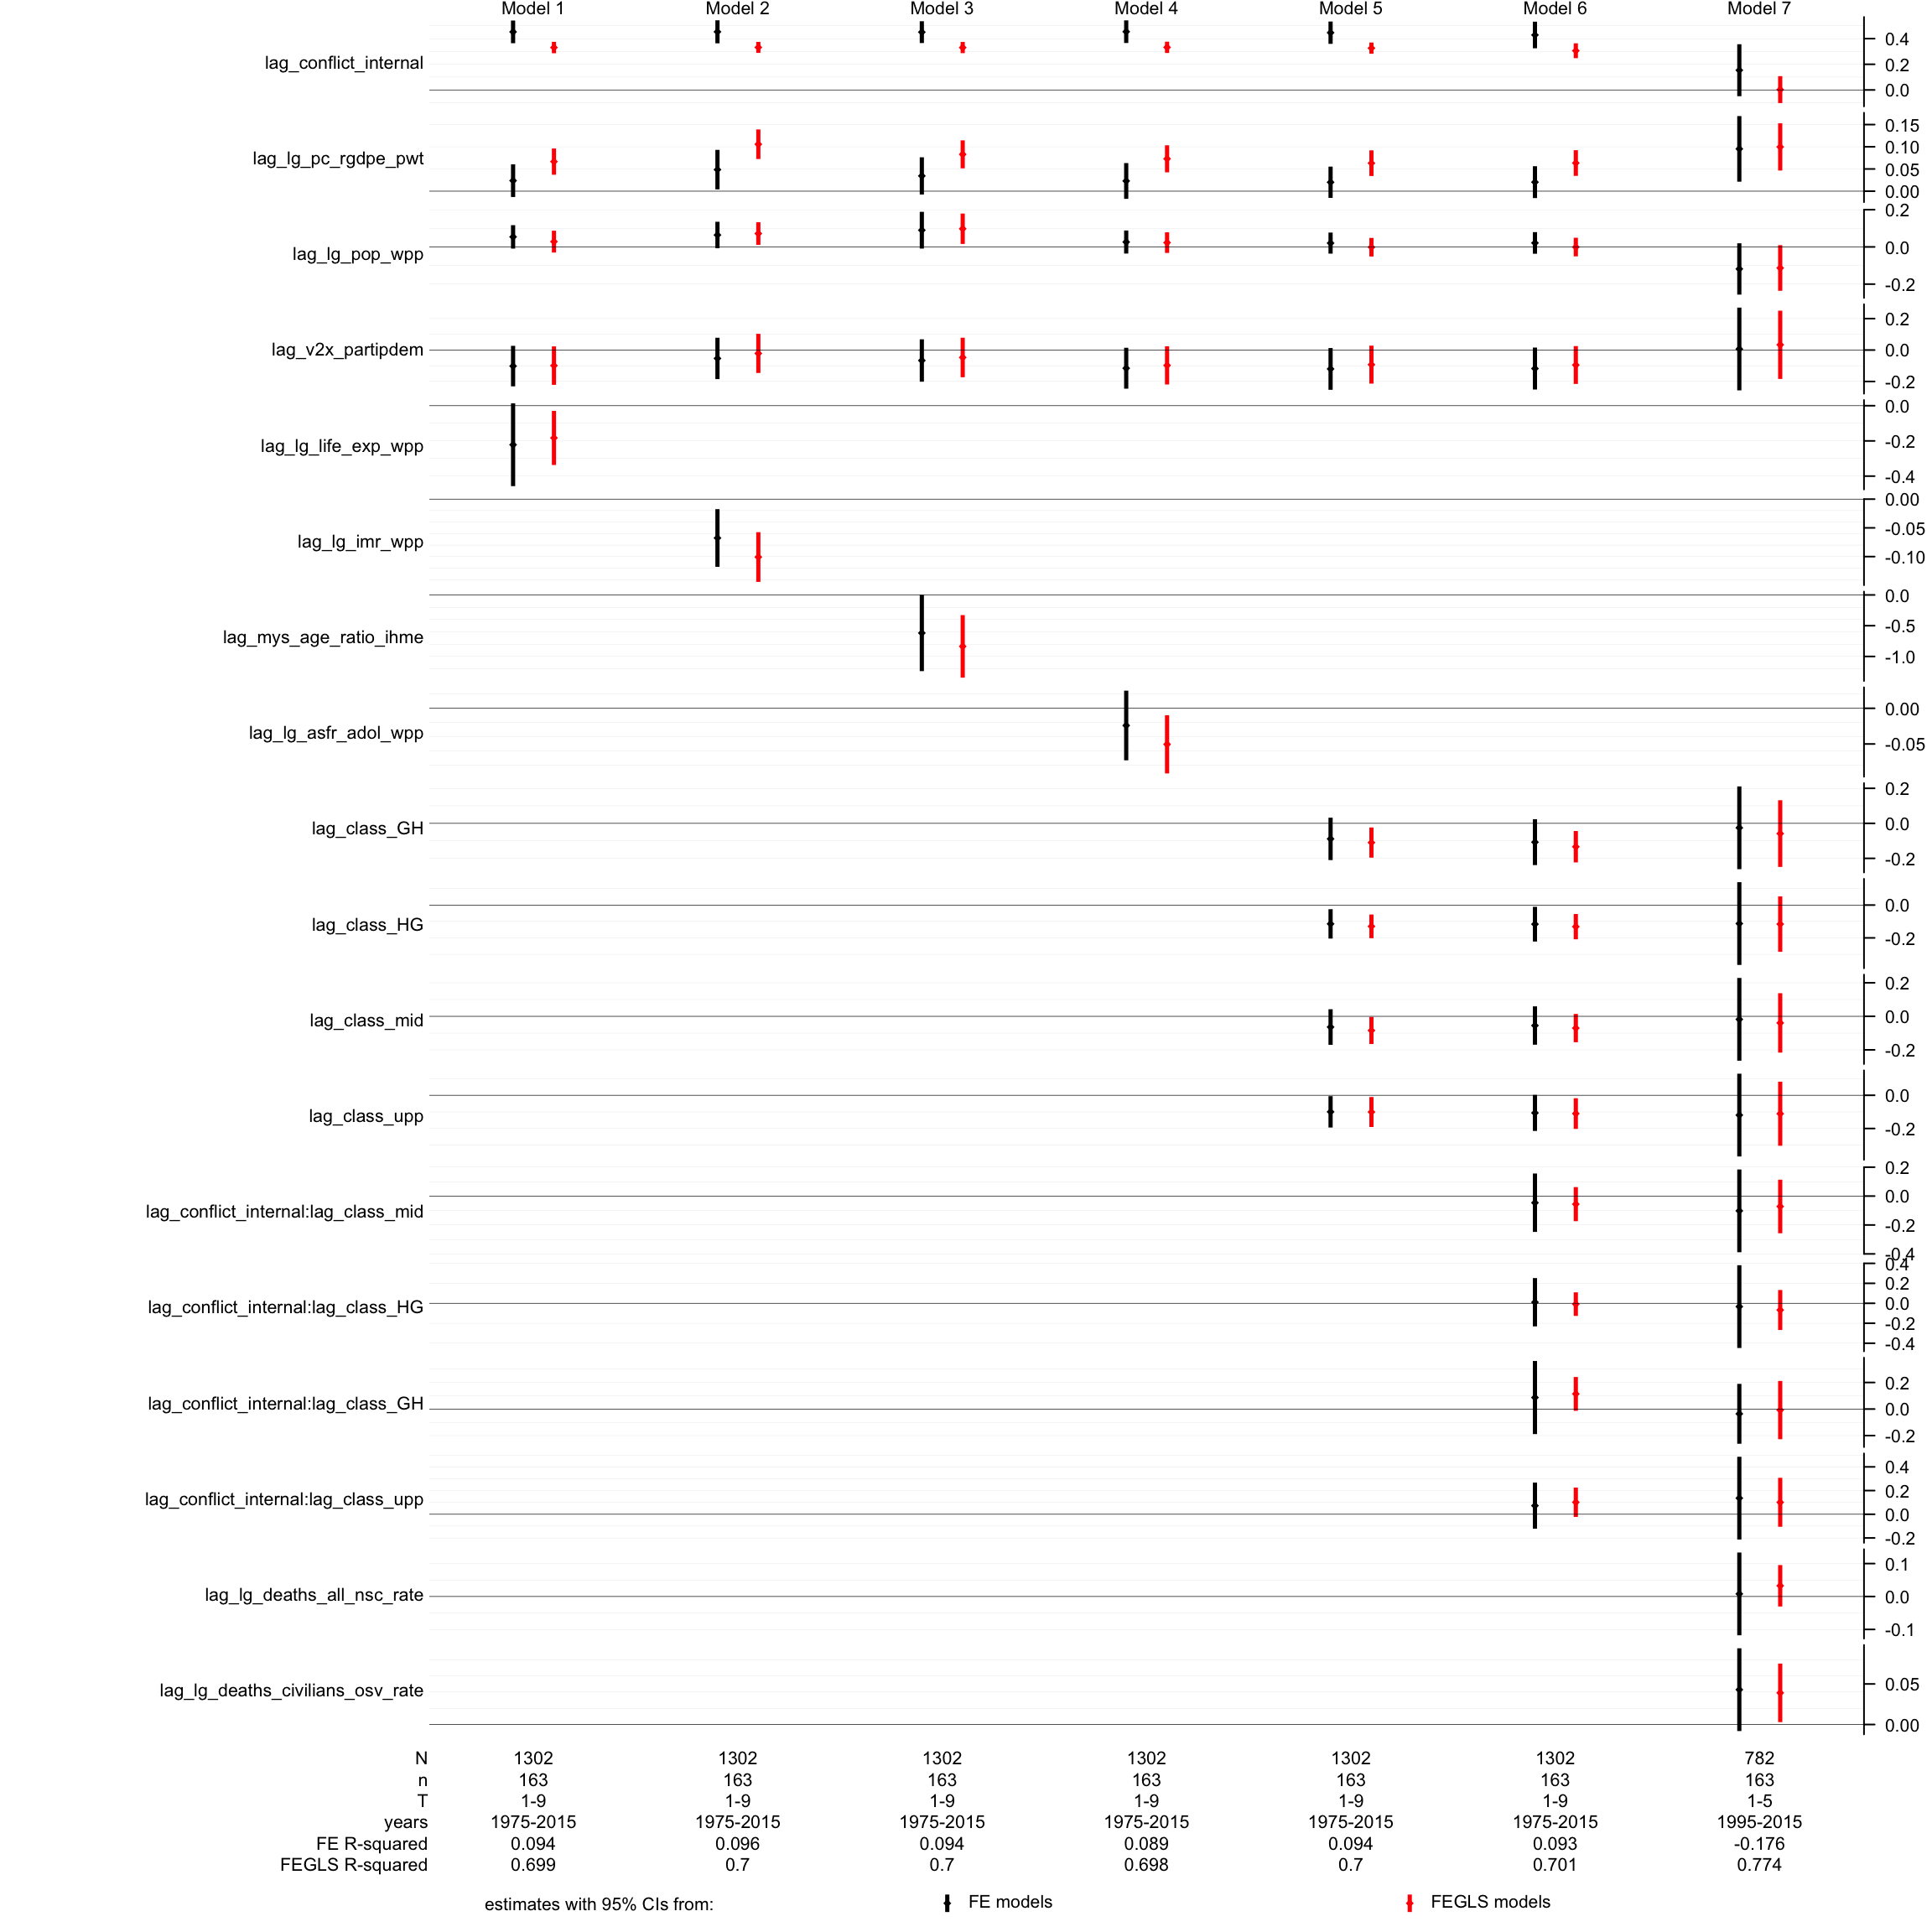 Model 1 Model 2 Model 3 Model 4 Model 5 Model 6 Model 7
lag_conflict_internal 0.4 0.2 0.0
lag_lg_pc_rgdpe_pwt 0.15 0.10 0.05 0.00
lag_lg_pop_wpp 0.2 0.0 -0.2
lag_v2x_partipdem 0.2 0.0 -0.2
lag_lg_life_exp_wpp 0.0 -0.2 -0.4
lag_lg_imr_wpp 0.00 -0.05 -0.10
lag_mys_age_ratio_ihme 0.0 -0.5 -1.0
lag_lg_asfr_adol_wpp 0.00 -0.05
lag_class_GH 0.2 0.0 -0.2
lag_class_HG 0.0 -0.2
lag_class_mid 0.2 0.0 -0.2
lag_class_upp 0.0 -0.2
lag_conflict_internal:lag_class_mid 0.2 0.0 -0.2 -0.4
lag_conflict_internal:lag_class_HG 0.4 0.2 0.0 -0.2 -0.4
lag_conflict_internal:lag_class_GH 0.2 0.0 -0.2
lag_conflict_internal:lag_class_upp 0.4 0.2 0.0 -0.2
lag_lg_deaths_all_nsc_rate 0.1 0.0 -0.1
lag_lg_deaths_civilians_osv_rate 0.05 0.00
N 1302 1302 1302 1302 1302 1302 782
n 163 163 163 163 163 163 163
T 1-9 1-9 1-9 1-9 1-9 1-9 1-5
years 1975-2015 1975-2015 1975-2015 1975-2015 1975-2015 1975-2015 1995-2015
FE R-squared 0.094 0.096 0.094 0.089 0.094 0.093 -0.176
FEGLS R-squared 0.699 0.7 0.7 0.698 0.7 0.701 0.774
estimates with 95% CIs from: FE models FEGLS models